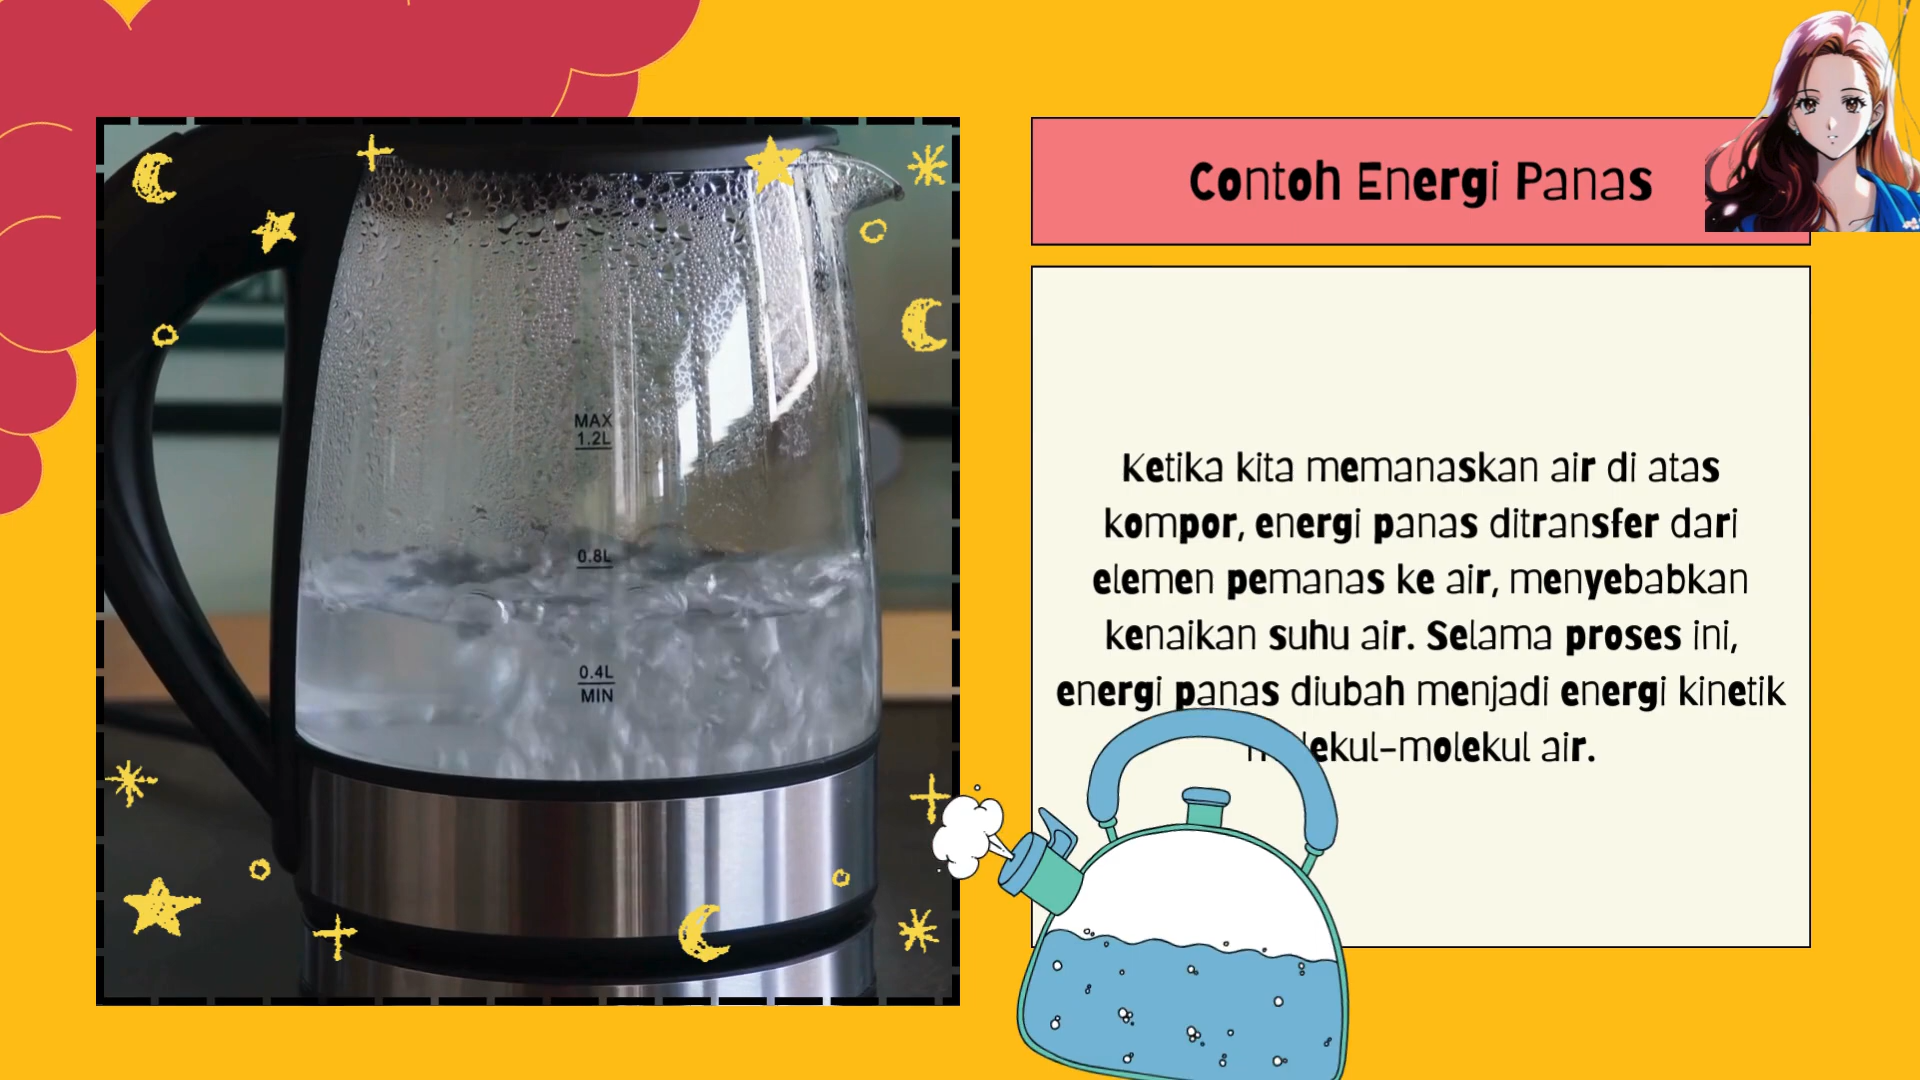 MAX
1.2L
0.8L
0.4L
MIN
Contoh Energi Panas
Ketika kita memanaskan air di atas
kompor, energi panas ditransfer dari
elemen pemanas ke air, menyebabkan
kenaikan suhu air. Selama proses ini,
energi panas diubah menjadi energi kinetik
molekul-molekul air.